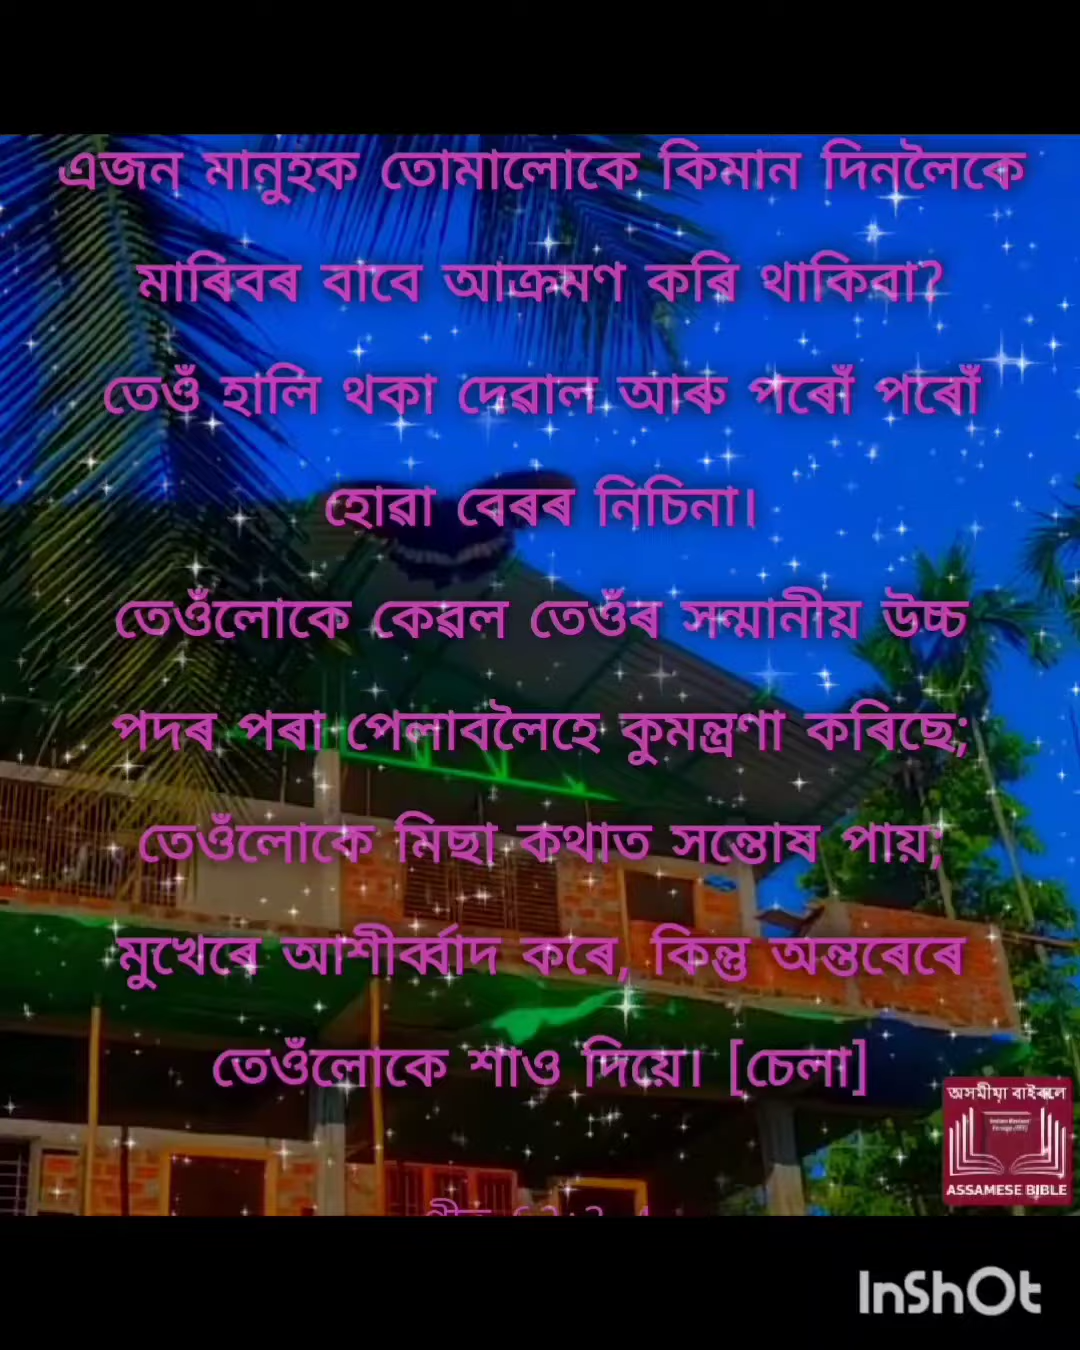 এজন মানুহক তোমালোকে কিমান দিনলৈকে
মাৰিবৰ বাবে আক্রমণ কৰি থাকিবা?
তেওঁ হালি থকা দেৱাল আৰু পৰোঁ পৰোঁ
হোৱা বেৰৰ নিচিনা।
তেওঁলোকে কেৱল তেওঁৰ সন্মানীয় উচ্চ
পদৰ পৰা পেলাবলৈহে কুমন্ত্ৰণা কৰিছে;
তেওঁলোকে মিছা কথাত সন্তোষ পায়;
মুখেৰে আশীৰ্ব্বাদ কৰে, কিন্তু অন্তৰেৰে
তেওঁলোকে শাও দিয়ে। [চেলা]
অসমীয়া বাইবেল
ASSAMESE BIBLE
InShOt